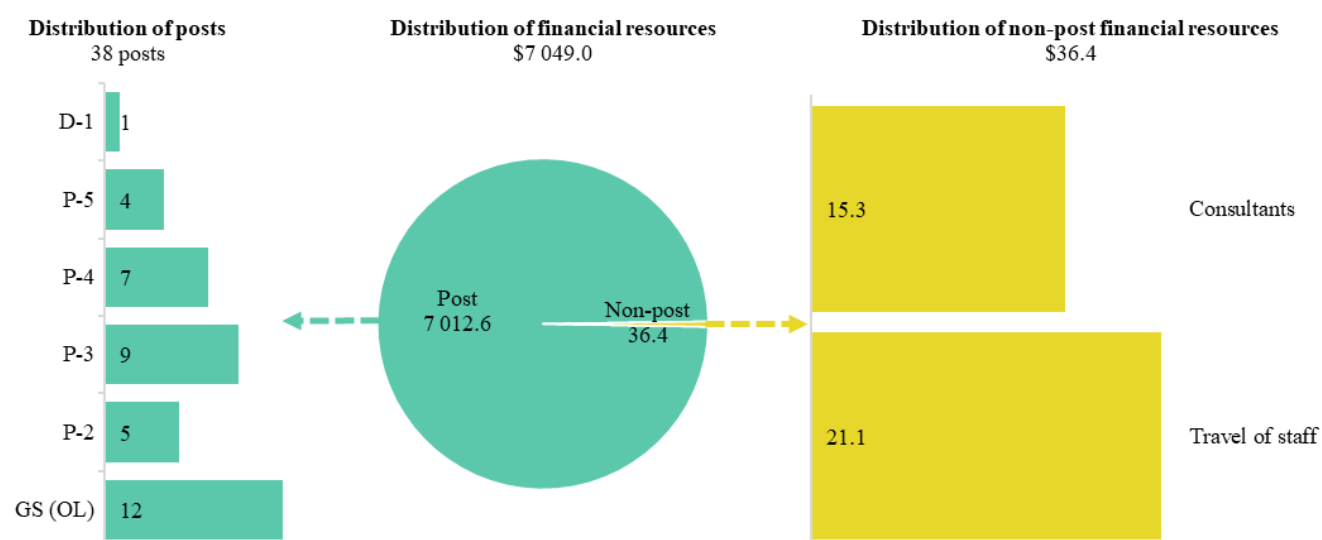 Distribution of posts
38 posts
D-1
1
P-5
4
P-4
7
P-3
9
P-2
5
GS (OL)
12
Distribution of financial resources
$7 049.0
Post
7 012.6
Non-post
36.4
Distribution of non-post financial resources
$36.4
15.3
Consultants
21.1
Travel of staff